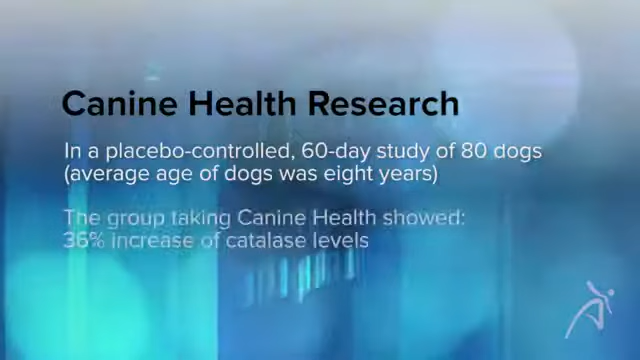 Canine Health Research
In a placebo-controlled, 60-day study of 80 dogs
(average age of dogs was eight years)
The group taking Canine Health showed:
36% increase of catalase levels